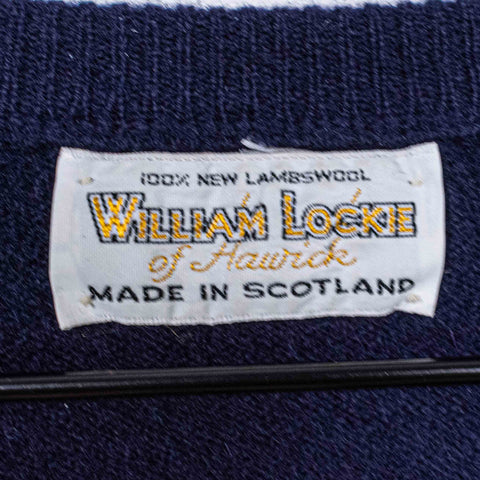 100% NEW LAMBSWOOL
WILLIAM LOCKIE
of Hawick
MADE IN SCOTLAND